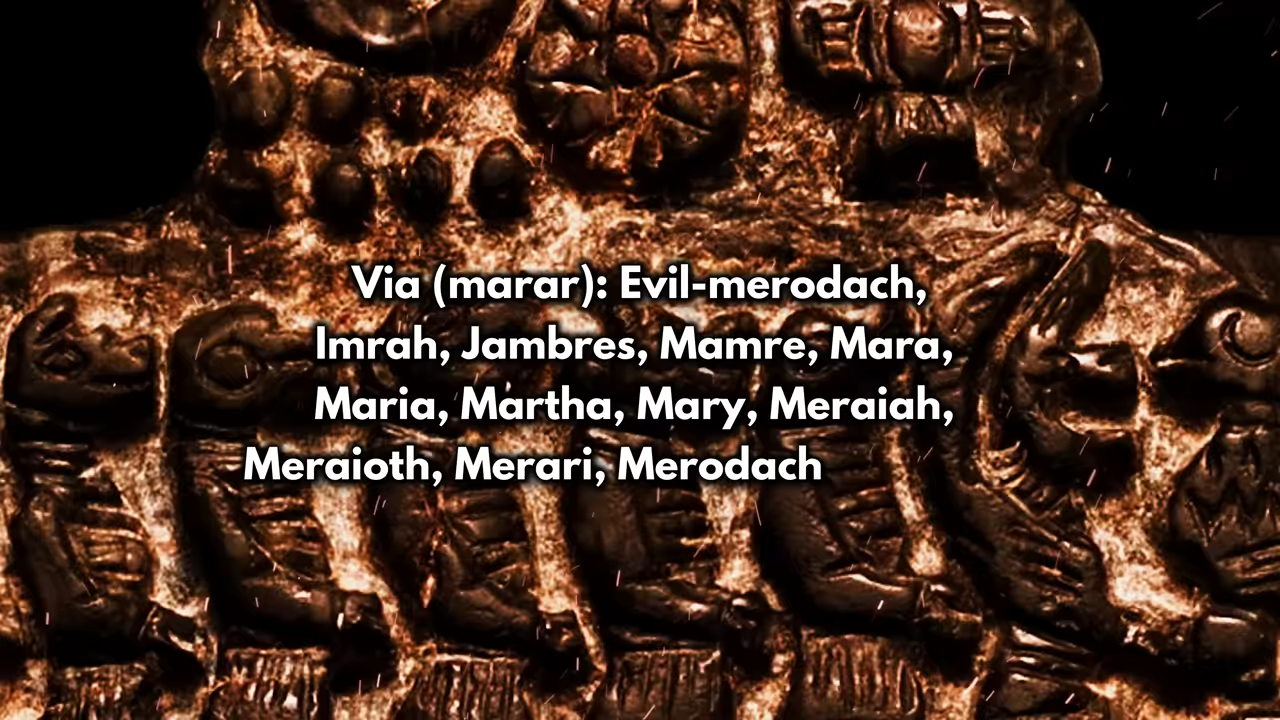 Via (marar): Evil-merodach,
Imrah, Jambres, Mamre, Mara,
Maria, Martha, Mary, Meraiah,
Meraioth, Merari, Merodach